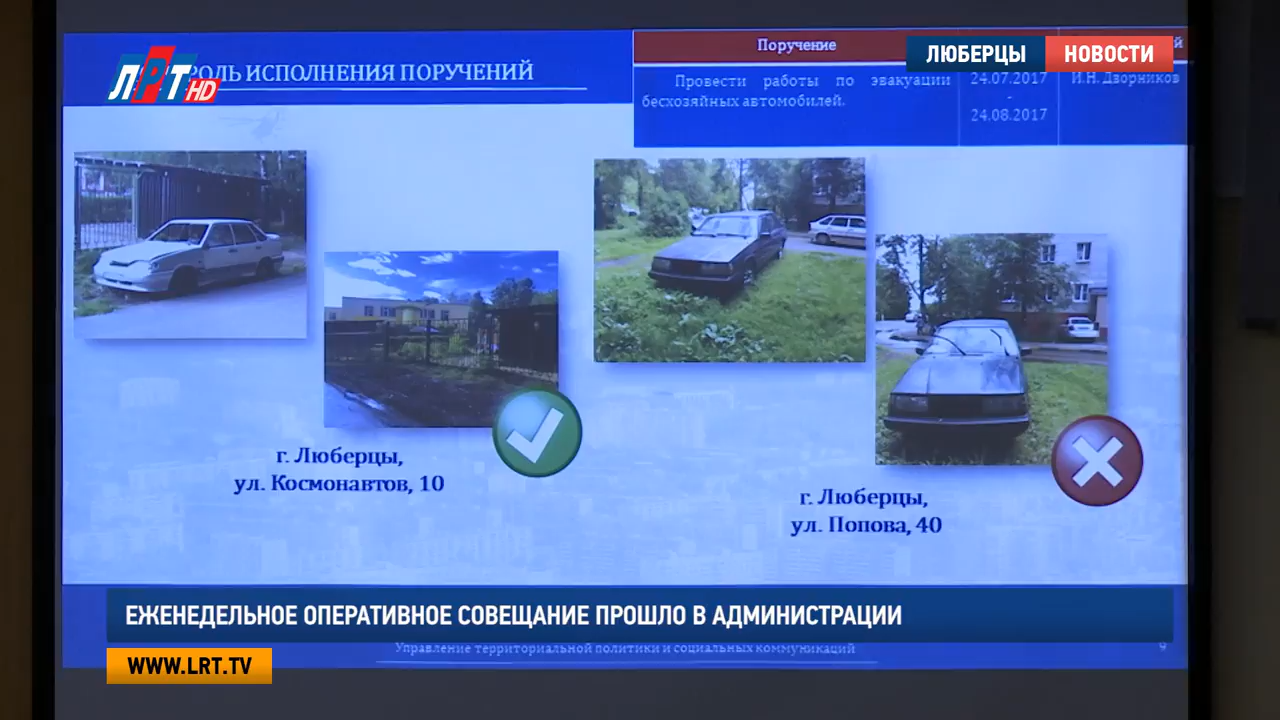 ЛРТ HD
РОЛЬ ИСПОЛНЕНИЯ ПОРУЧЕНИЙ
Поручение
ЛЮБЕРЦЫ НОВОСТИ
Провести работы по эвакуации
бесхозяйных автомобилей.
24.07.2017
-
24.08.2017
И.Н. Дворников
г. Люберцы,
ул. Космонавтов, 10
г. Люберцы,
ул. Попова, 40
ЕЖЕНЕДЕЛЬНОЕ ОПЕРАТИВНОЕ СОВЕЩАНИЕ ПРОШЛО В АДМИНИСТРАЦИИ
Управление территориальной политики и социальных коммуникаций
9
WWW.LRT.TV